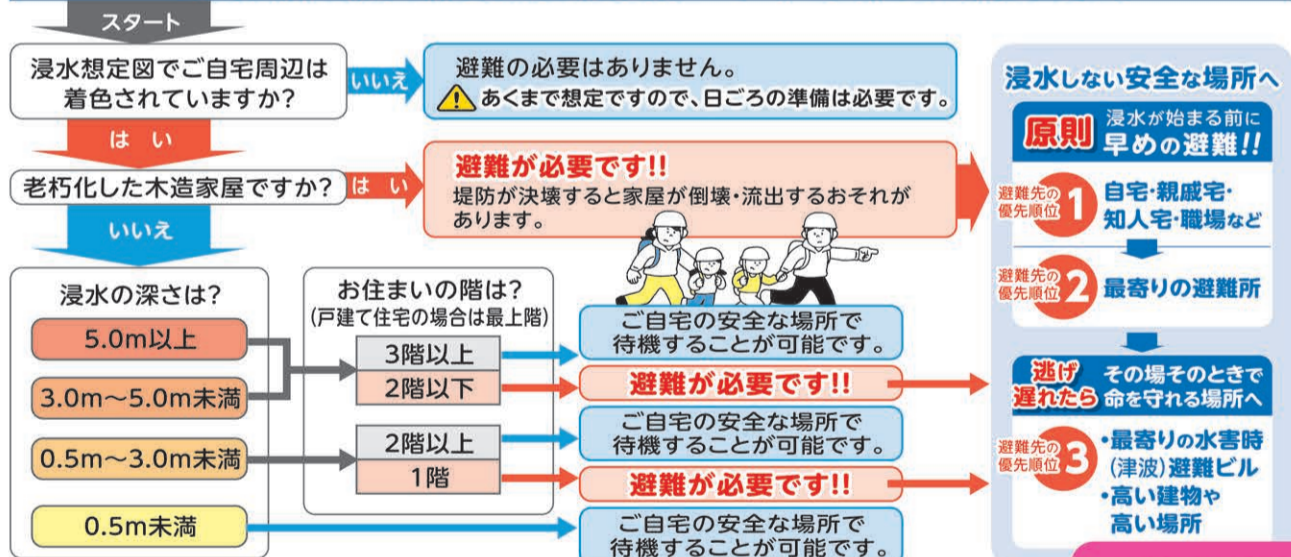 スタート
浸水想定図でご自宅周辺は
着色されていますか?
いいえ
避難の必要はありません。
あくまで想定ですので、日ごろの準備は必要です。
はい
老朽化した木造家屋ですか?
はい
避難が必要です!!
堤防が決壊すると家屋が倒壊・流出するおそれが
あります。
いいえ
浸水の深さは?
5.0m以上
3.0m〜5.0m未満
0.5m〜3.0m未満
0.5m未満
お住まいの階は?
(戸建て住宅の場合は最上階)
3階以上
2階以下
2階以上
1階
ご自宅の安全な場所で
待機することが可能です。
避難が必要です!!
ご自宅の安全な場所で
待機することが可能です。
避難が必要です!!
ご自宅の安全な場所で
待機することが可能です。
浸水しない安全な場所へ
原則 浸水が始まる前に
早めの避難!!
避難先の
優先順位 1
自宅・親戚宅・
知人宅・職場など
避難先の
優先順位 2
最寄りの避難所
逃げ
遅れたら
その場そのときで
命を守れる場所へ
避難先の
優先順位 3
・最寄りの水害時
(津波)避難ビル
・高い建物や
高い場所